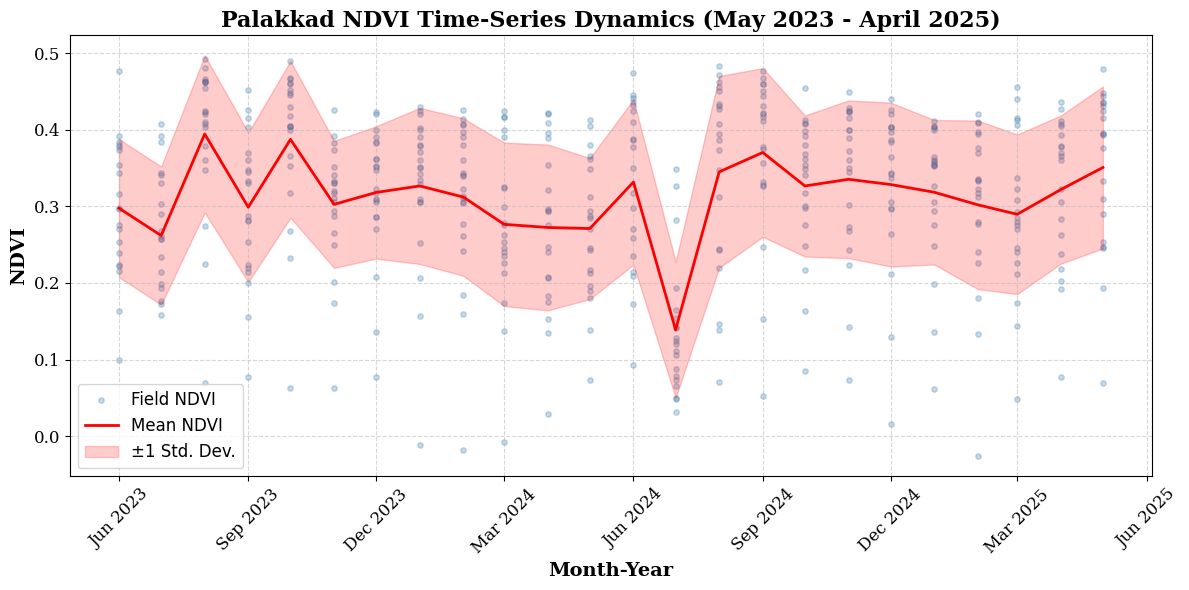 Palakkad NDVI Time-Series Dynamics (May 2023 - April 2025)
NDVI
0.5
0.4
0.3
0.2
0.1
0.0
Field NDVI
Mean NDVI
±1 Std. Dev.
Jun 2023
Sep 2023
Dec 2023
Mar 2024
Jun 2024
Sep 2024
Dec 2024
Mar 2025
Jun 2025
Month-Year